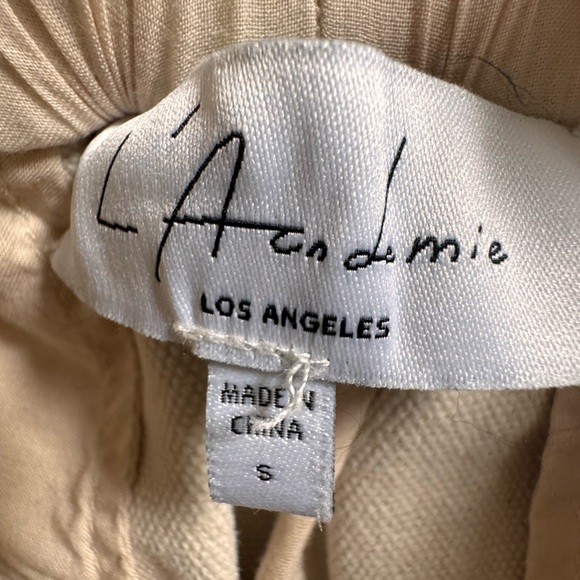 L'Academie
LOS ANGELES
MADE IN
CHINA
S